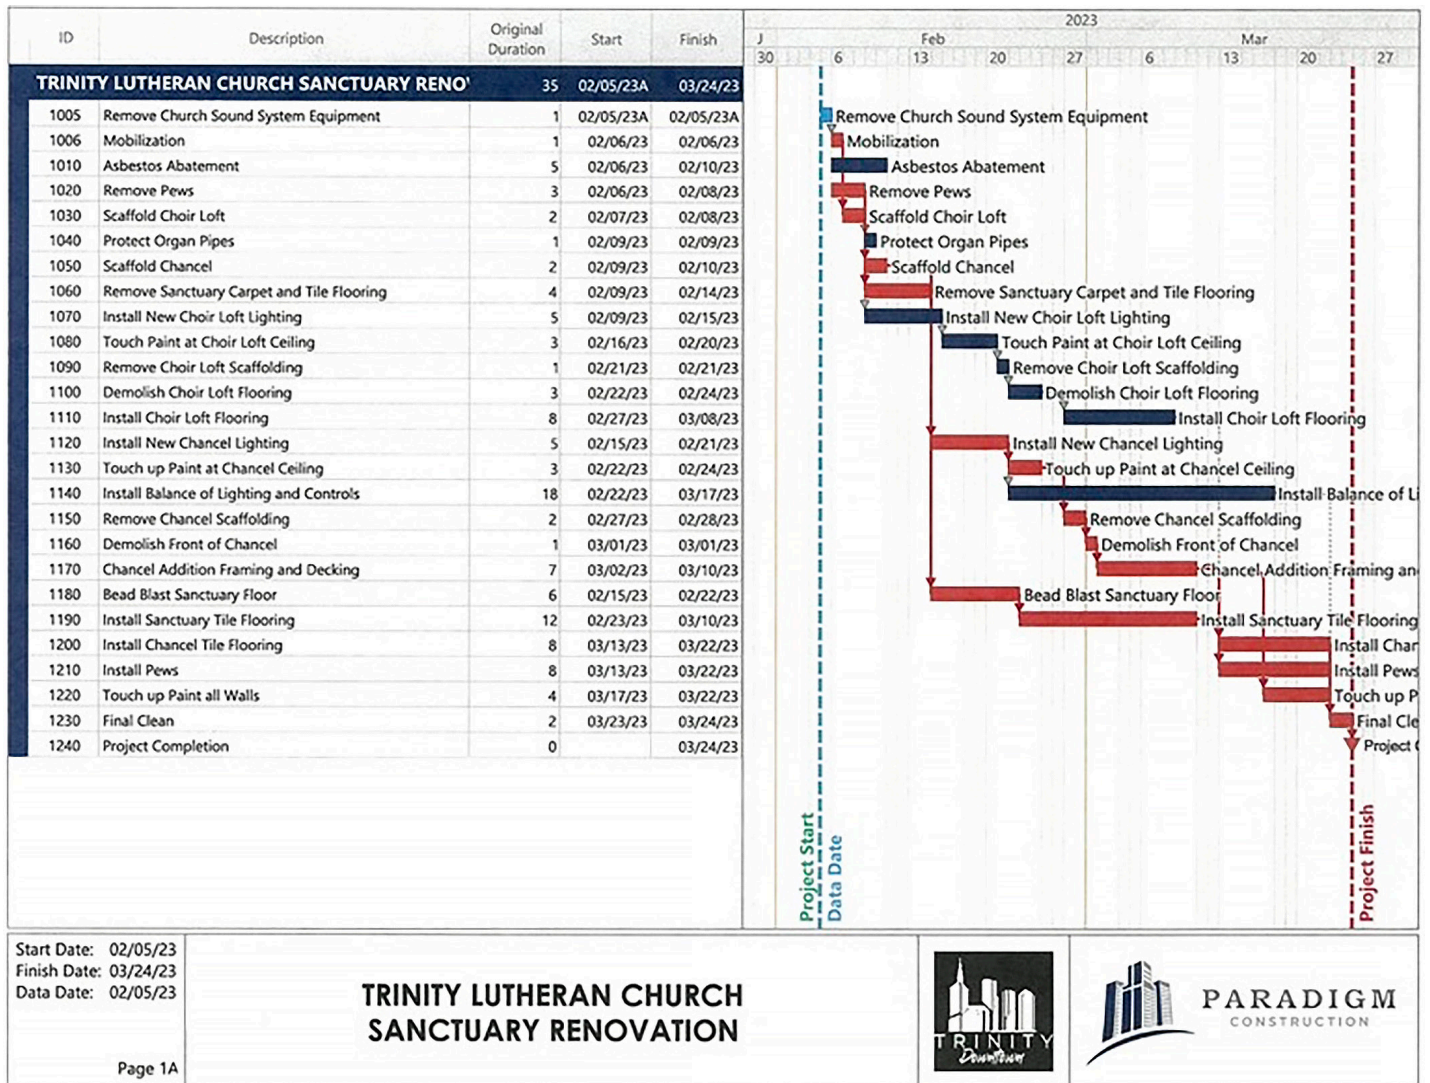 2023
ID Description Original Duration Start Finish J Feb Mar
30 6 13 20 27 6 13 20 27
TRINITY LUTHERAN CHURCH SANCTUARY RENO' 35 02/05/23A 03/24/23
1005 Remove Church Sound System Equipment 1 02/05/23A 02/05/23A Remove Church Sound System Equipment
1006 Mobilization 1 02/06/23 02/06/23 Mobilization
1010 Asbestos Abatement 5 02/06/23 02/10/23 Asbestos Abatement
1020 Remove Pews 3 02/06/23 02/08/23 Remove Pews
1030 Scaffold Choir Loft 2 02/07/23 02/08/23 Scaffold Choir Loft
1040 Protect Organ Pipes 1 02/09/23 02/09/23 Protect Organ Pipes
1050 Scaffold Chancel 2 02/09/23 02/10/23 Scaffold Chancel
1060 Remove Sanctuary Carpet and Tile Flooring 4 02/09/23 02/14/23 Remove Sanctuary Carpet and Tile Flooring
1070 Install New Choir Loft Lighting 5 02/09/23 02/15/23 Install New Choir Loft Lighting
1080 Touch Paint at Choir Loft Ceiling 3 02/16/23 02/20/23 Touch Paint at Choir Loft Ceiling
1090 Remove Choir Loft Scaffolding 1 02/21/23 02/21/23 Remove Choir Loft Scaffolding
1100 Demolish Choir Loft Flooring 3 02/22/23 02/24/23 Demolish Choir Loft Flooring
1110 Install Choir Loft Flooring 8 02/27/23 03/08/23 Install Choir Loft Flooring
1120 Install New Chancel Lighting 5 02/15/23 02/21/23 Install New Chancel Lighting
1130 Touch up Paint at Chancel Ceiling 3 02/22/23 02/24/23 Touch up Paint at Chancel Ceiling
1140 Install Balance of Lighting and Controls 18 02/22/23 03/17/23 Install Balance of Li
1150 Remove Chancel Scaffolding 2 02/27/23 02/28/23 Remove Chancel Scaffolding
1160 Demolish Front of Chancel 1 03/01/23 03/01/23 Demolish Front of Chancel
1170 Chancel Addition Framing and Decking 7 03/02/23 03/10/23 Chancel Addition Framing an
1180 Bead Blast Sanctuary Floor 6 02/15/23 02/22/23 Bead Blast Sanctuary Floor
1190 Install Sanctuary Tile Flooring 12 02/23/23 03/10/23 Install Sanctuary Tile Flooring
1200 Install Chancel Tile Flooring 8 03/13/23 03/22/23 Install Chan
1210 Install Pews 8 03/13/23 03/22/23 Install Pews
1220 Touch up Paint all Walls 4 03/17/23 03/22/23 Touch up P
1230 Final Clean 2 03/23/23 03/24/23 Final Cle
1240 Project Completion 0 03/24/23 Project C
Project Start
Data Date
Project Finish
Start Date: 02/05/23
Finish Date: 03/24/23
Data Date: 02/05/23
Page 1A
TRINITY LUTHERAN CHURCH
SANCTUARY RENOVATION
TRINITY
Downtown
PARADIGM
CONSTRUCTION